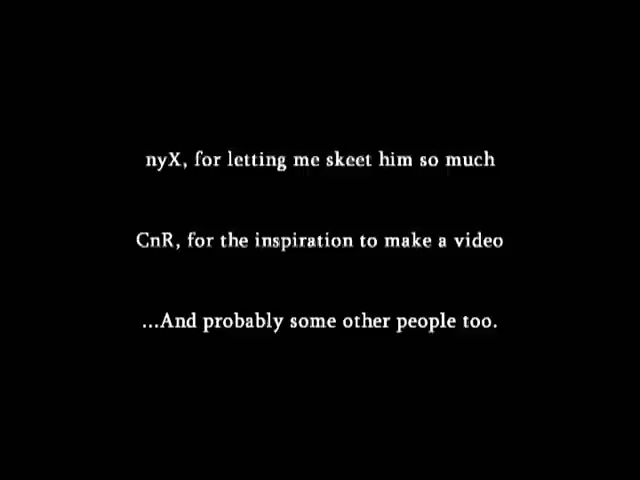 nyX, for letting me skeet him so much
CnR, for the inspiration to make a video
...And probably some other people too.